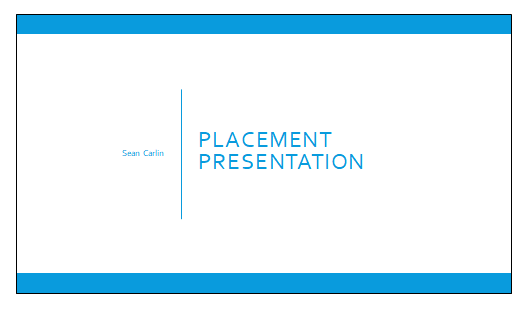 Sean Carlin
PLACEMENT
PRESENTATION